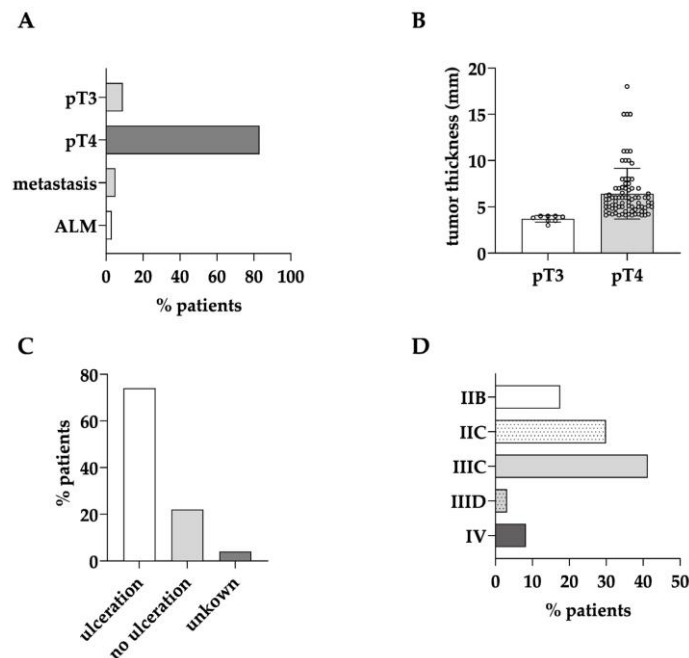 A
pT3
pT4
metastasis
ALM
0 20 40 60 80 100
% patients
B
tumor thickness (mm)
20
15
10
5
0
pT3 pT4
C
% patients
80
60
40
20
0
ulceration
no ulceration
unkown
D
IIB
IIC
IIIC
IIID
IV
0 10 20 30 40 50
% patients